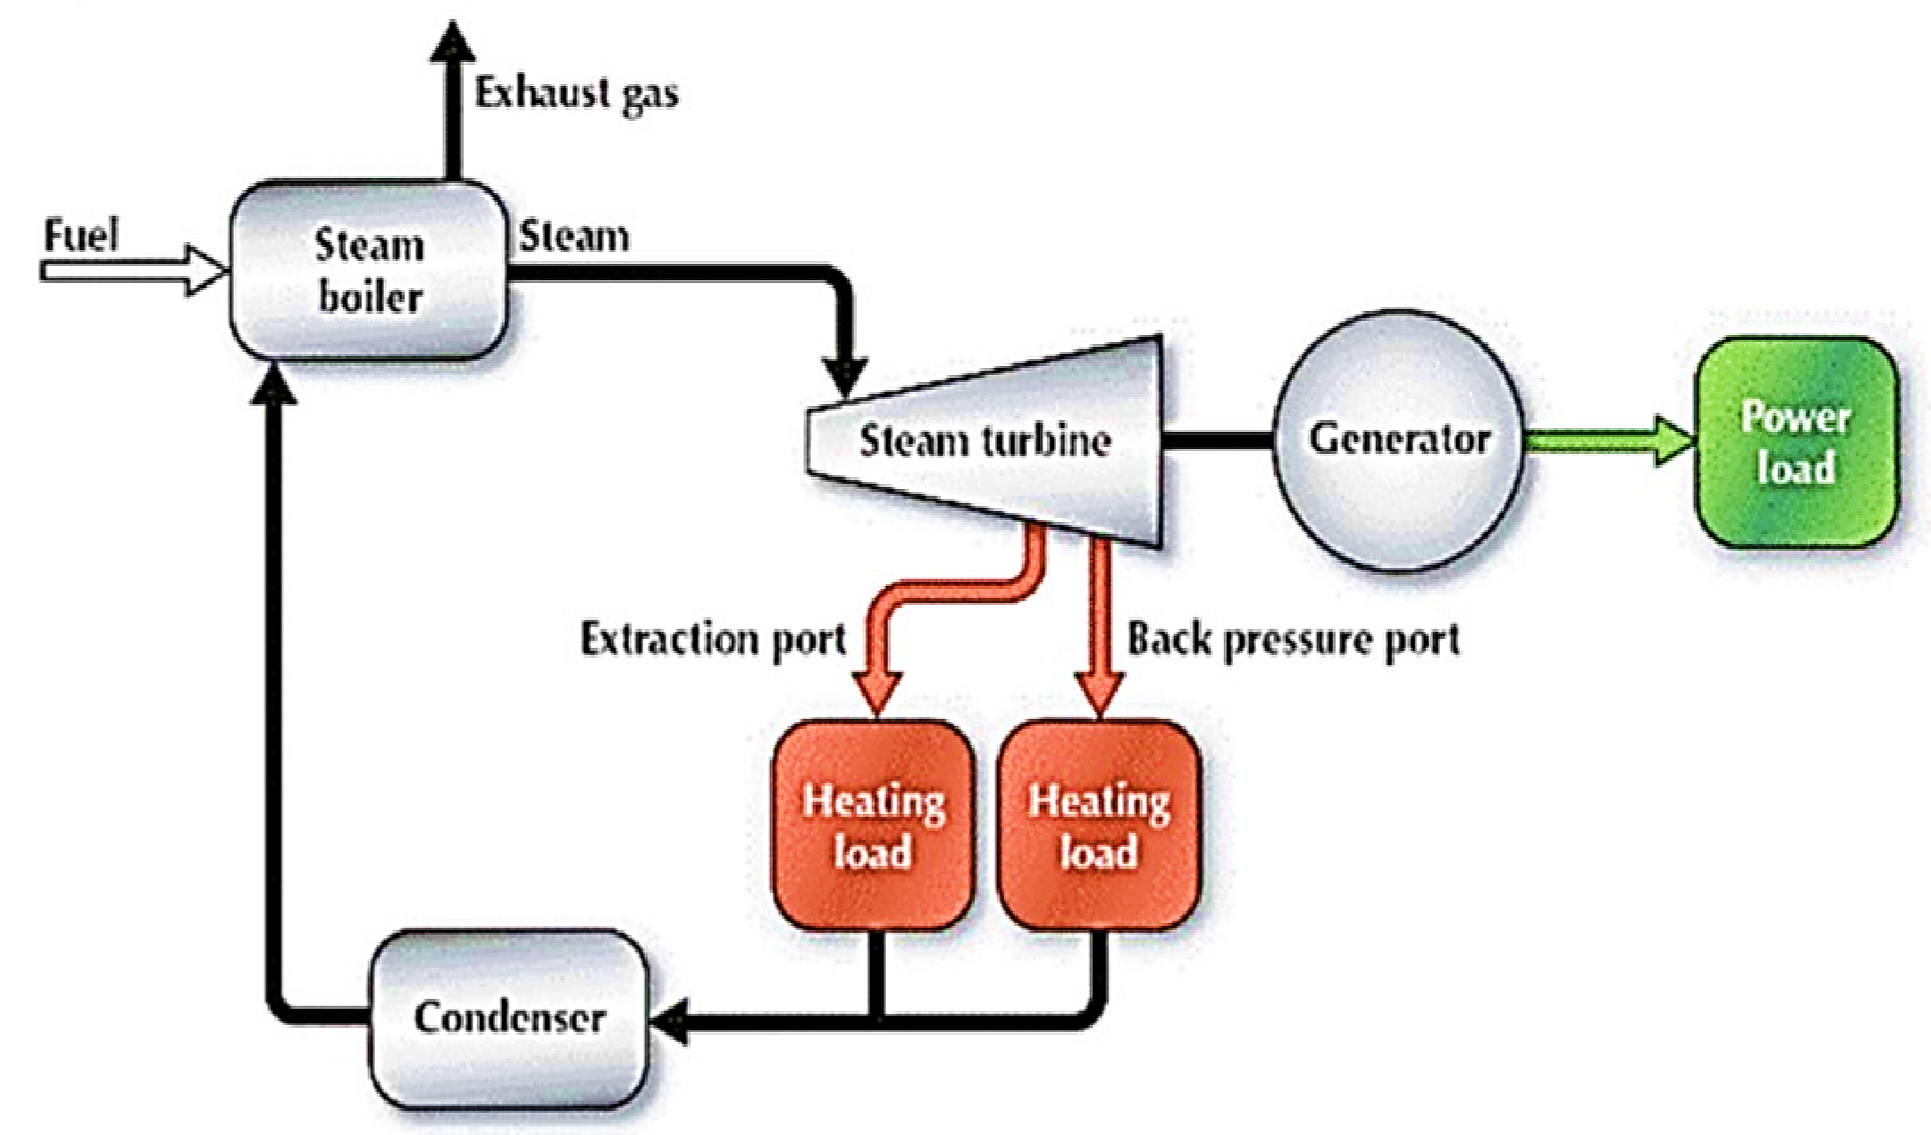 Exhaust gas
Fuel
Steam
boiler
Steam
Steam turbine
Generator
Power
load
Extraction port
Back pressure port
Heating
load
Heating
load
Condenser